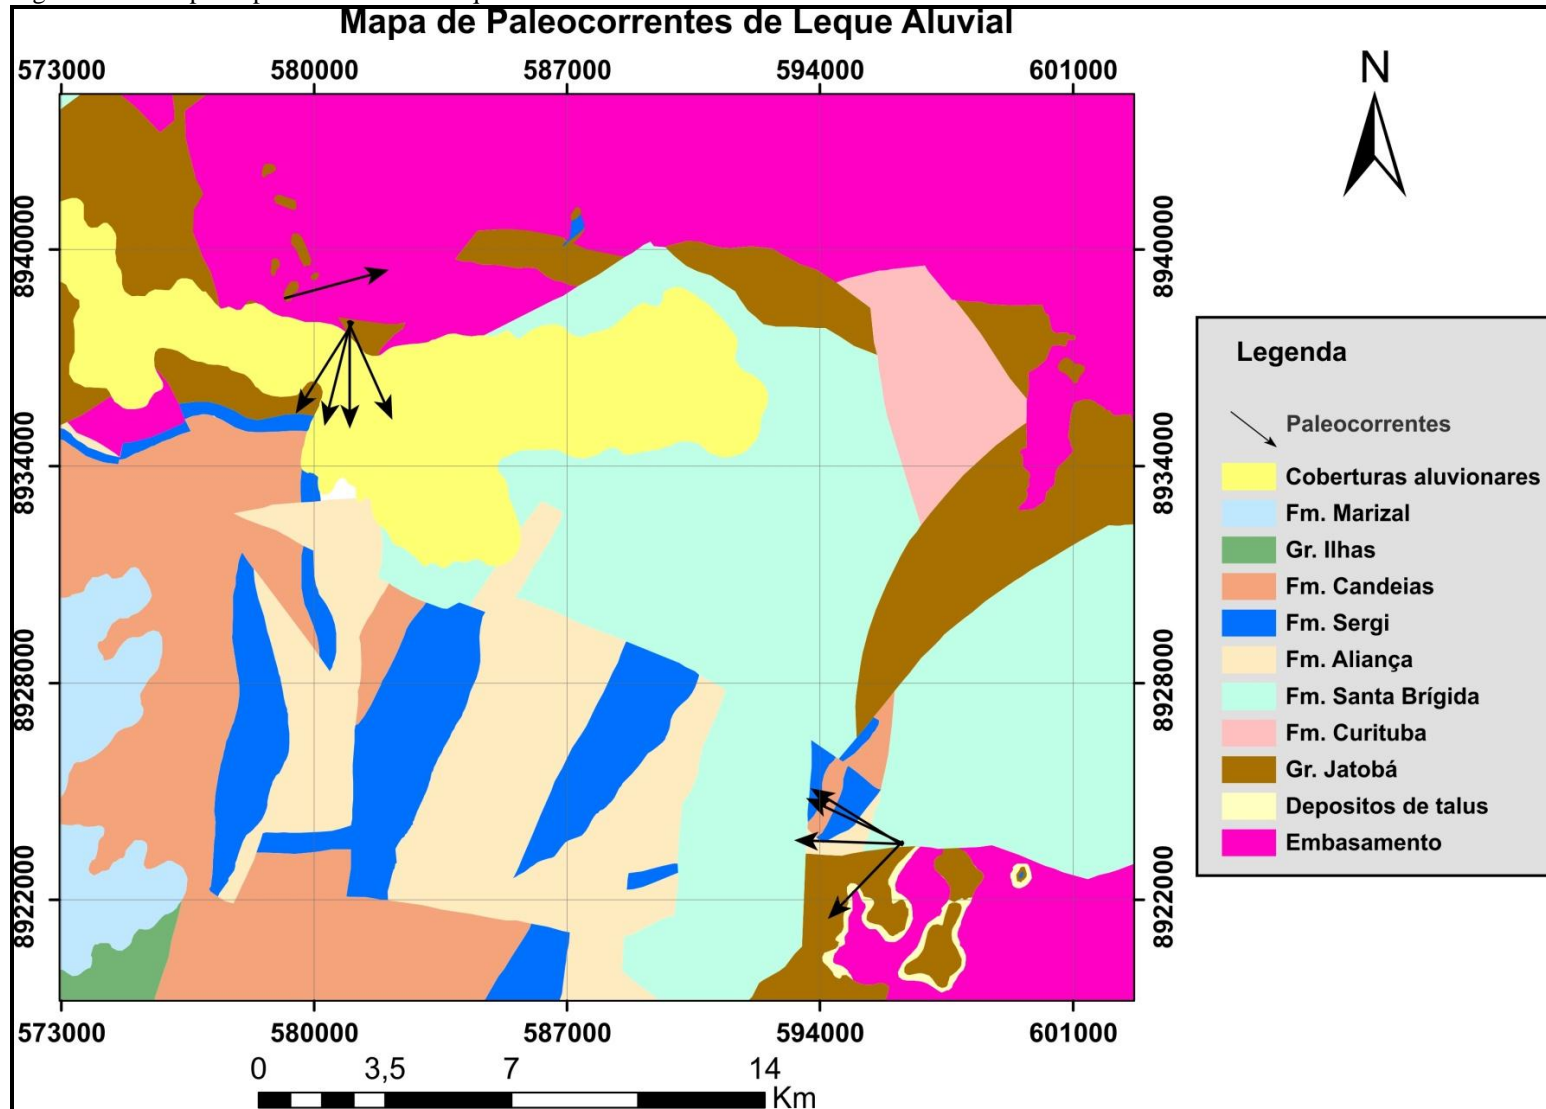 Mapa de Paleocorrentes de Leque Aluvial
573000 580000 587000 594000 601000
N
8940000 8940000
8934000 8934000
8928000 8928000
8922000 8922000
Legenda
Paleocorrentes
Coberturas aluvionares
Fm. Marizal
Gr. Ilhas
Fm. Candeias
Fm. Sergi
Fm. Aliança
Fm. Santa Brígida
Fm. Curituba
Gr. Jatobá
Depositos de talus
Embasamento
573000 580000 587000 594000 601000
0 3,5 7 14
Km